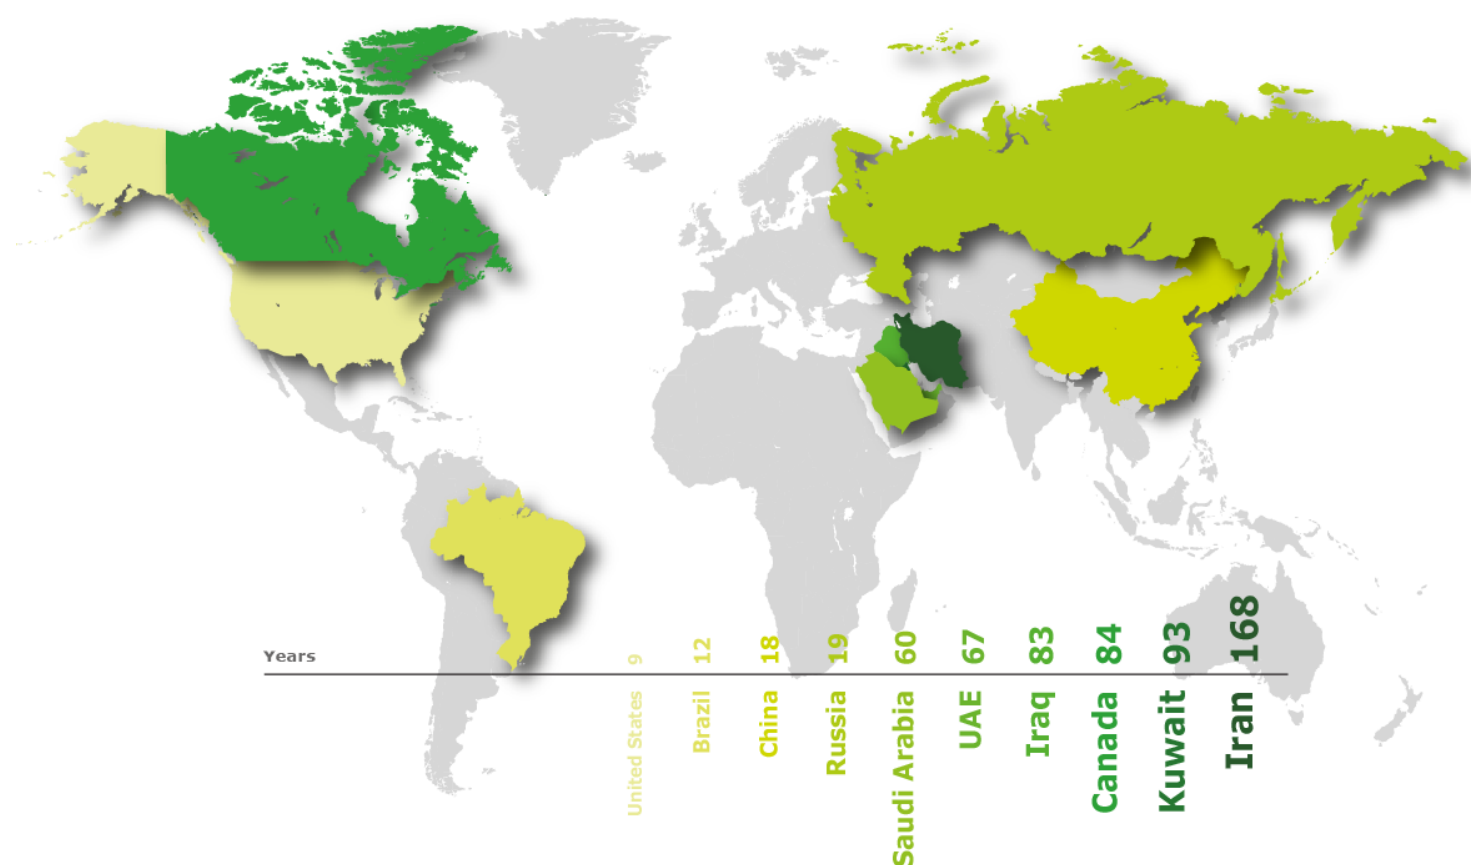 Years
9
12
18
19
60
67
83
84
93
168
United States
Brazil
China
Russia
Saudi Arabia
UAE
Iraq
Canada
Kuwait
Iran